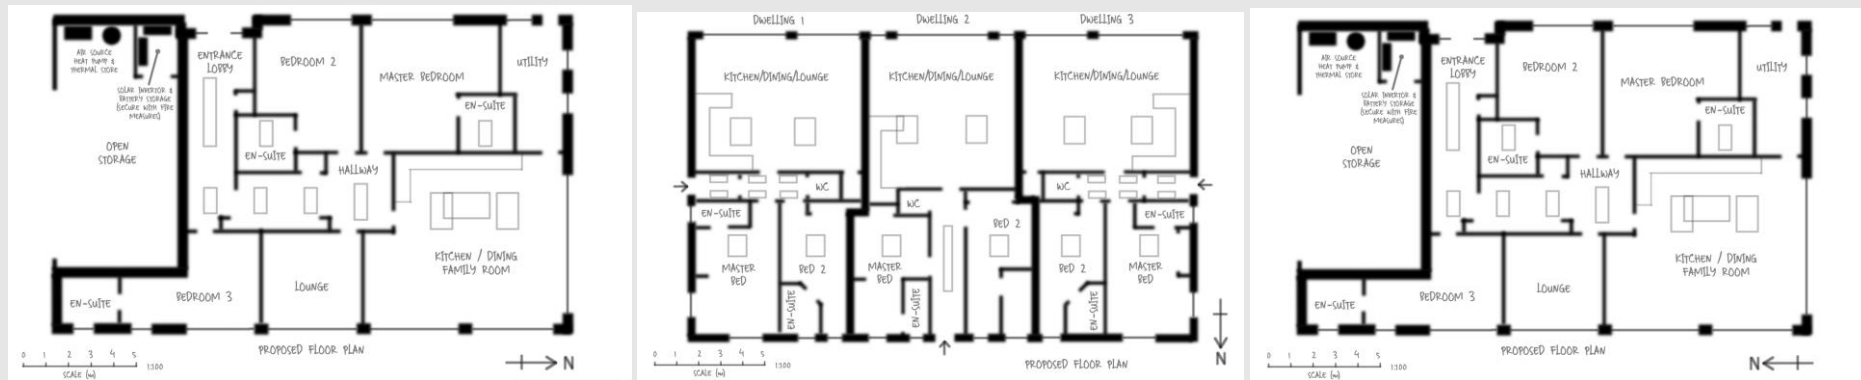 AIR SOURCE
HEAT PUMP &
THERMAL STORE
SOLAR INVERTOR &
BATTERY STORAGE
(SECURE WITH FIRE
MEASURES)
OPEN
STORAGE
ENTRANCE
LOBBY
BEDROOM 2
MASTER BEDROOM
UTILITY
EN-SUITE
EN-SUITE
HALLWAY
KITCHEN / DINING
FAMILY ROOM
EN-SUITE
BEDROOM 3
LOUNGE
PROPOSED FLOOR PLAN
0 1 2 3 4 5
SCALE (m)
1:100
N
DWELLING 1
DWELLING 2
DWELLING 3
KITCHEN/DINING/LOUNGE
KITCHEN/DINING/LOUNGE
KITCHEN/DINING/LOUNGE
WC
WC
WC
EN-SUITE
EN-SUITE
MASTER
BED
BED 2
MASTER
BED
BED 2
BED 2
MASTER
BED
EN-SUITE
EN-SUITE
EN-SUITE
PROPOSED FLOOR PLAN
0 1 2 3 4 5
SCALE (m)
1:100
N
AIR SOURCE
HEAT PUMP &
THERMAL STORE
SOLAR INVERTOR &
BATTERY STORAGE
(SECURE WITH FIRE
MEASURES)
OPEN
STORAGE
ENTRANCE
LOBBY
BEDROOM 2
MASTER BEDROOM
UTILITY
EN-SUITE
EN-SUITE
HALLWAY
KITCHEN / DINING
FAMILY ROOM
EN-SUITE
BEDROOM 3
LOUNGE
PROPOSED FLOOR PLAN
0 1 2 3 4 5
SCALE (m)
1:100
N